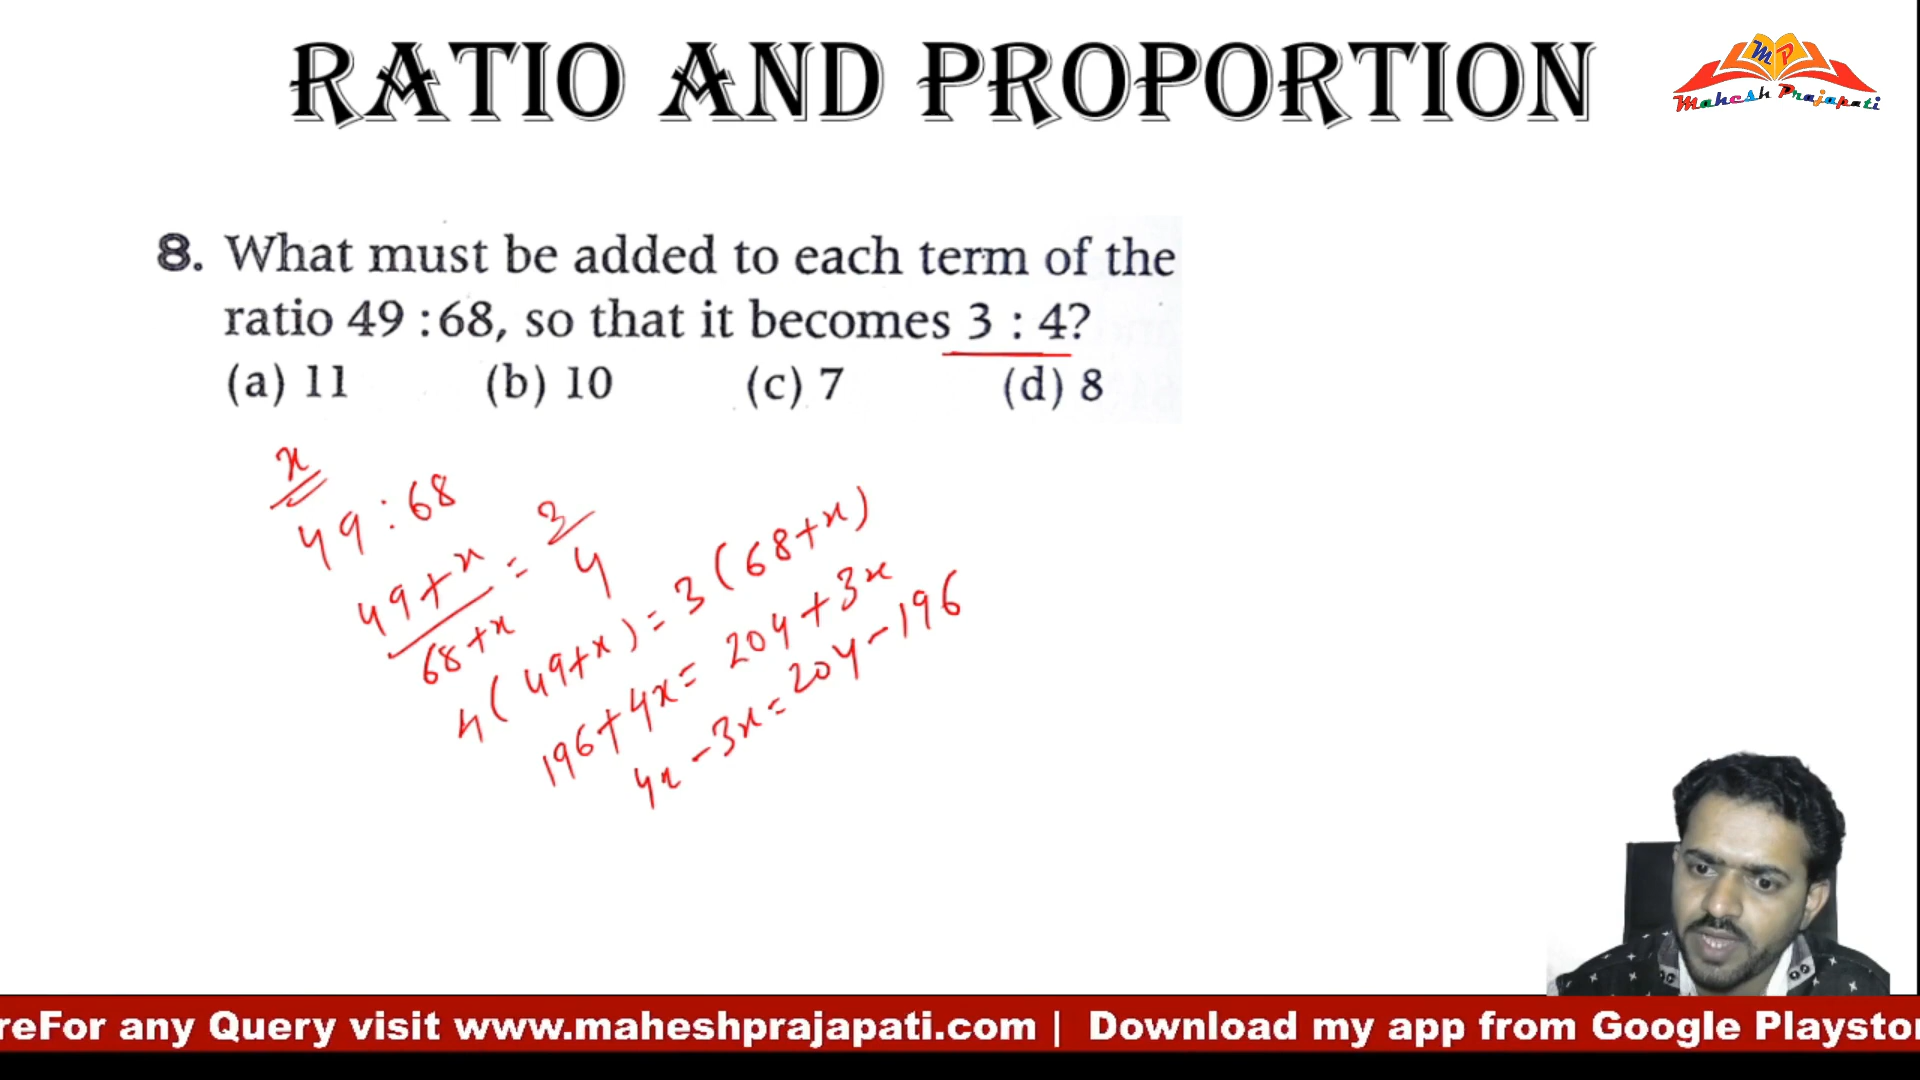 RATIO AND PROPORTION
MP
Mahesh Prajapati
8. What must be added to each term of the
ratio 49 : 68, so that it becomes 3 : 4?
(a) 11 (b) 10 (c) 7 (d) 8
x
49 : 68
49+x / 68+x = 3/4
4(49+x) = 3(68+x)
196+4x = 204+3x
4x-3x = 204-196
reFor any Query visit www.maheshprajapati.com | Download my app from Google Playstor